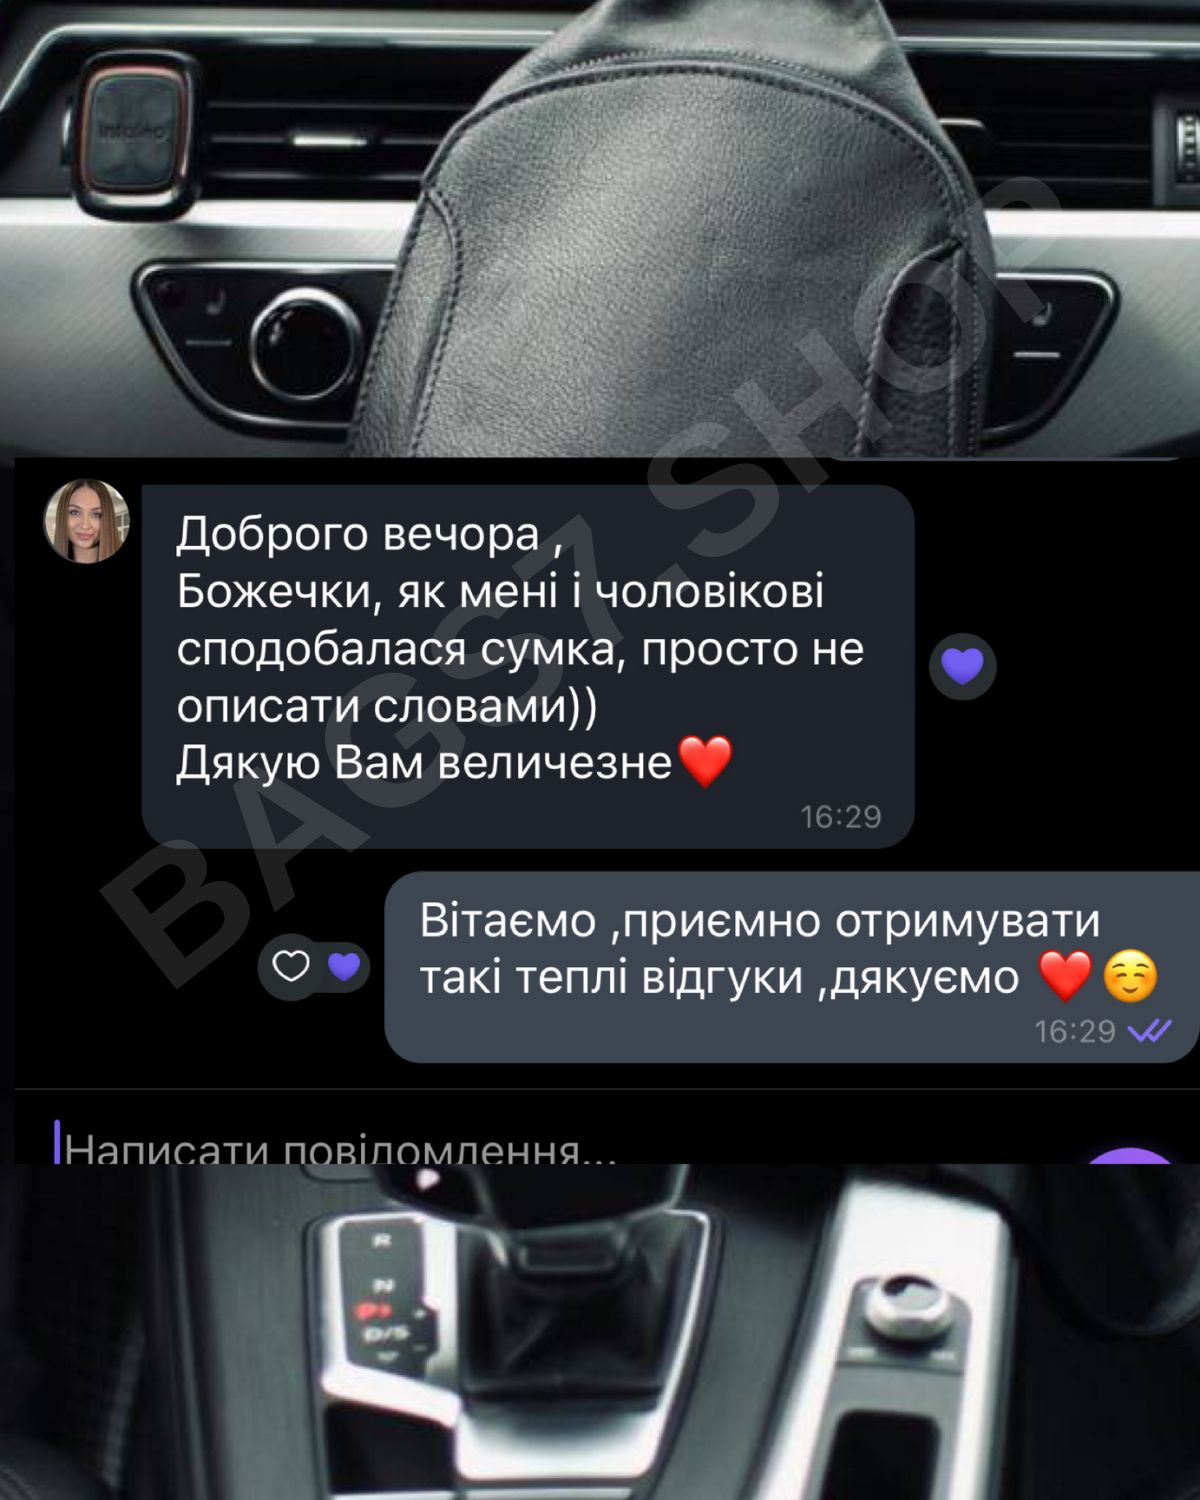 Доброго вечора ,
Божечки, як мені і чоловікові
сподобалася сумка, просто не
описати словами))
Дякую Вам величезне❤️
16:29
Вітаємо ,приємно отримувати
такі теплі відгуки ,дякуємо ❤️☺️
16:29
Написати повідомлення...
BAGS7.SHOP
R
N
P
D/S